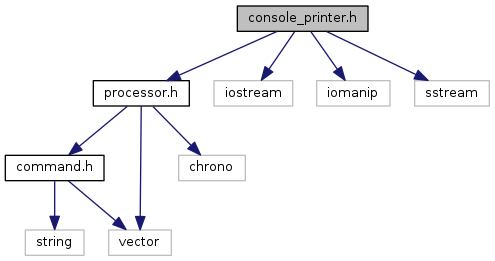 console_printer.h
processor.h
iostream
iomanip
sstream
command.h
chrono
string
vector